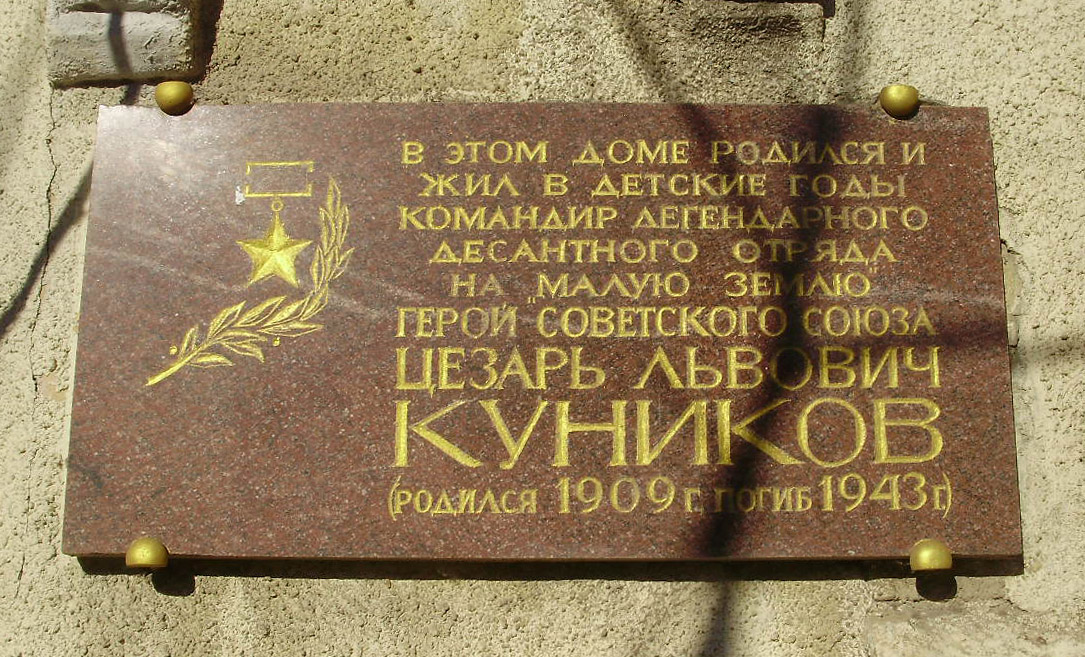 В ЭТОМ ДОМЕ РОДИЛСЯ И
ЖИЛ В ДЕТСКИЕ ГОДЫ
КОМАНДИР ЛЕГЕНДАРНОГО
ДЕСАНТНОГО ОТРЯДА
НА "МАЛУЮ ЗЕМЛЮ"
ГЕРОЙ СОВЕТСКОГО СОЮЗА
ЦЕЗАРЬ ЛЬВОВИЧ
КУНИКОВ
(РОДИЛСЯ 1909 Г. ПОГИБ 1943 Г.)